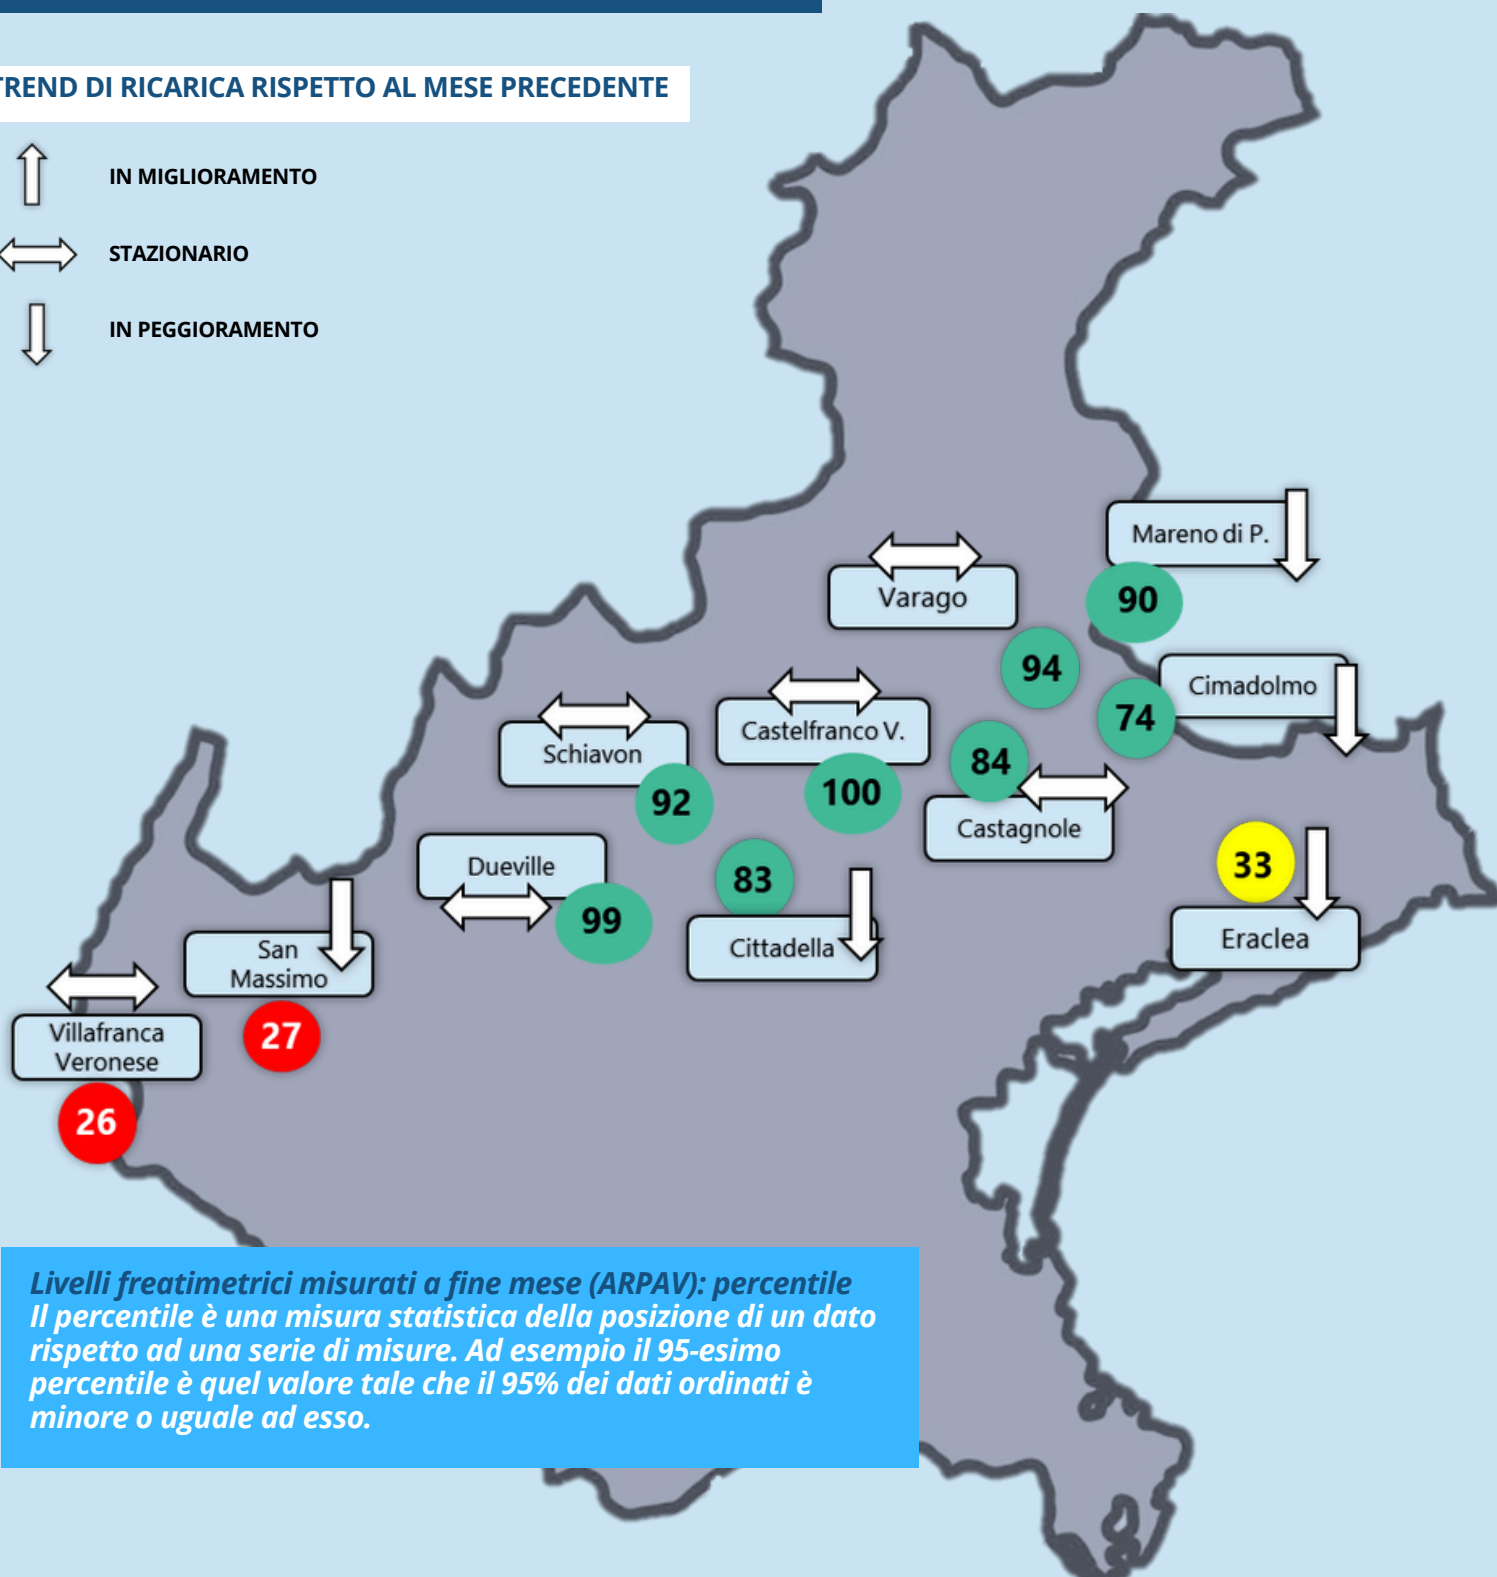 TREND DI RICARICA RISPETTO AL MESE PRECEDENTE
IN MIGLIORAMENTO
STAZIONARIO
IN PEGGIORAMENTO
Mareno di P.
90
Varago
94
Cimadolmo
74
Castelfranco V.
100
Schiavon
92
84
Castagnole
Dueville
99
83
Cittadella
33
Eraclea
San
Massimo
27
Villafranca
Veronese
26
Livelli freatimetrici misurati a fine mese (ARPAV): percentile
Il percentile è una misura statistica della posizione di un dato
rispetto ad una serie di misure. Ad esempio il 95-esimo
percentile è quel valore tale che il 95% dei dati ordinati è
minore o uguale ad esso.